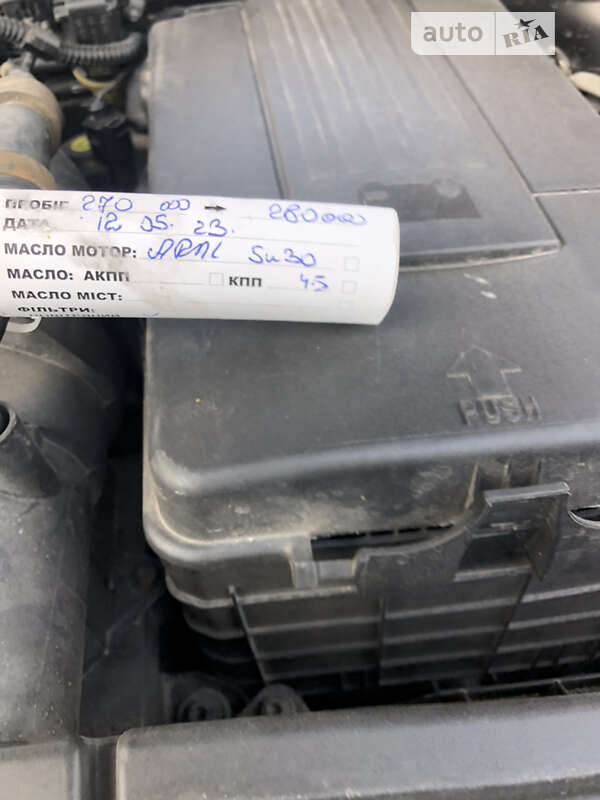 auto RIA
ПРОБІГ 270 000 → 280000
ДАТА 12 05. 23.
МАСЛО МОТОР: ARAL 5w30
МАСЛО: АКПП КПП 4.5
МАСЛО МІСТ:
ФІЛЬТРИ:
PUSH